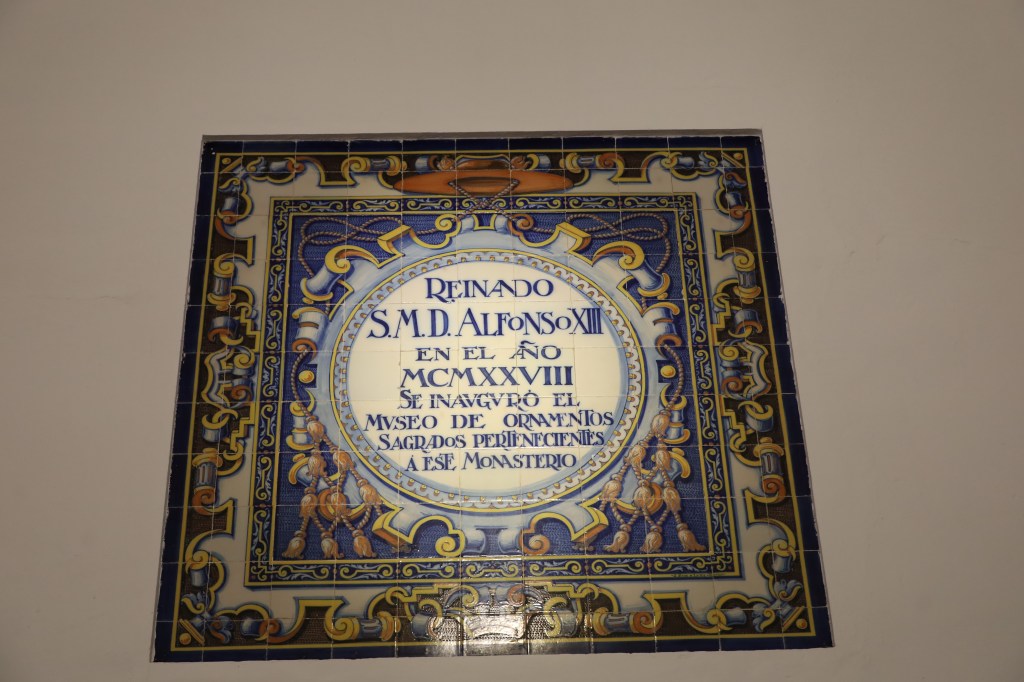 REINADO
S.M.D. ALFONSO XIII
EN EL AÑO
MCMXXVIII
SE INAVGVRÓ EL
MVSEO DE ORNAMENTOS
SAGRADOS PERTENECIENTES
A ESE MONASTERIO